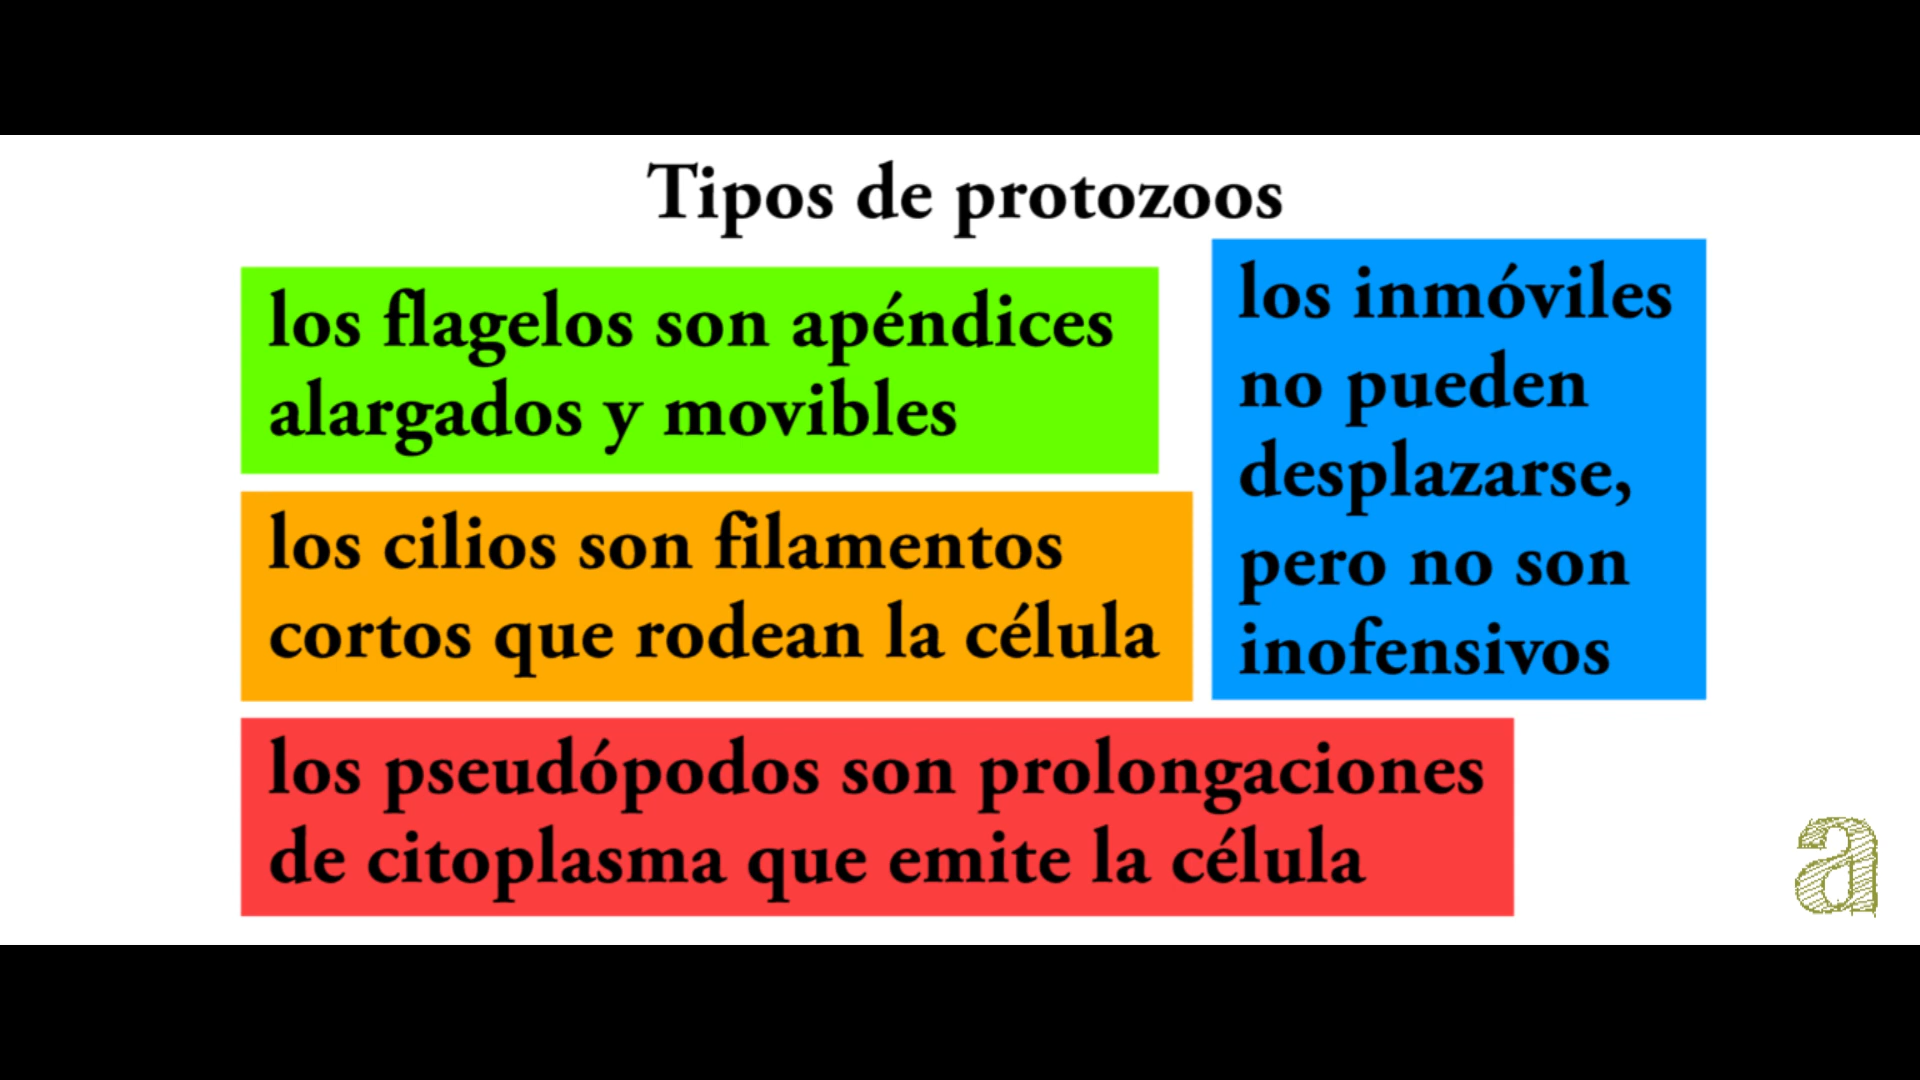 Tipos de protozoos
los flagelos son apéndices
alargados y movibles
los cilios son filamentos
cortos que rodean la célula
los pseudópodos son prolongaciones
de citoplasma que emite la célula
los inmóviles
no pueden
desplazarse,
pero no son
inofensivos
a